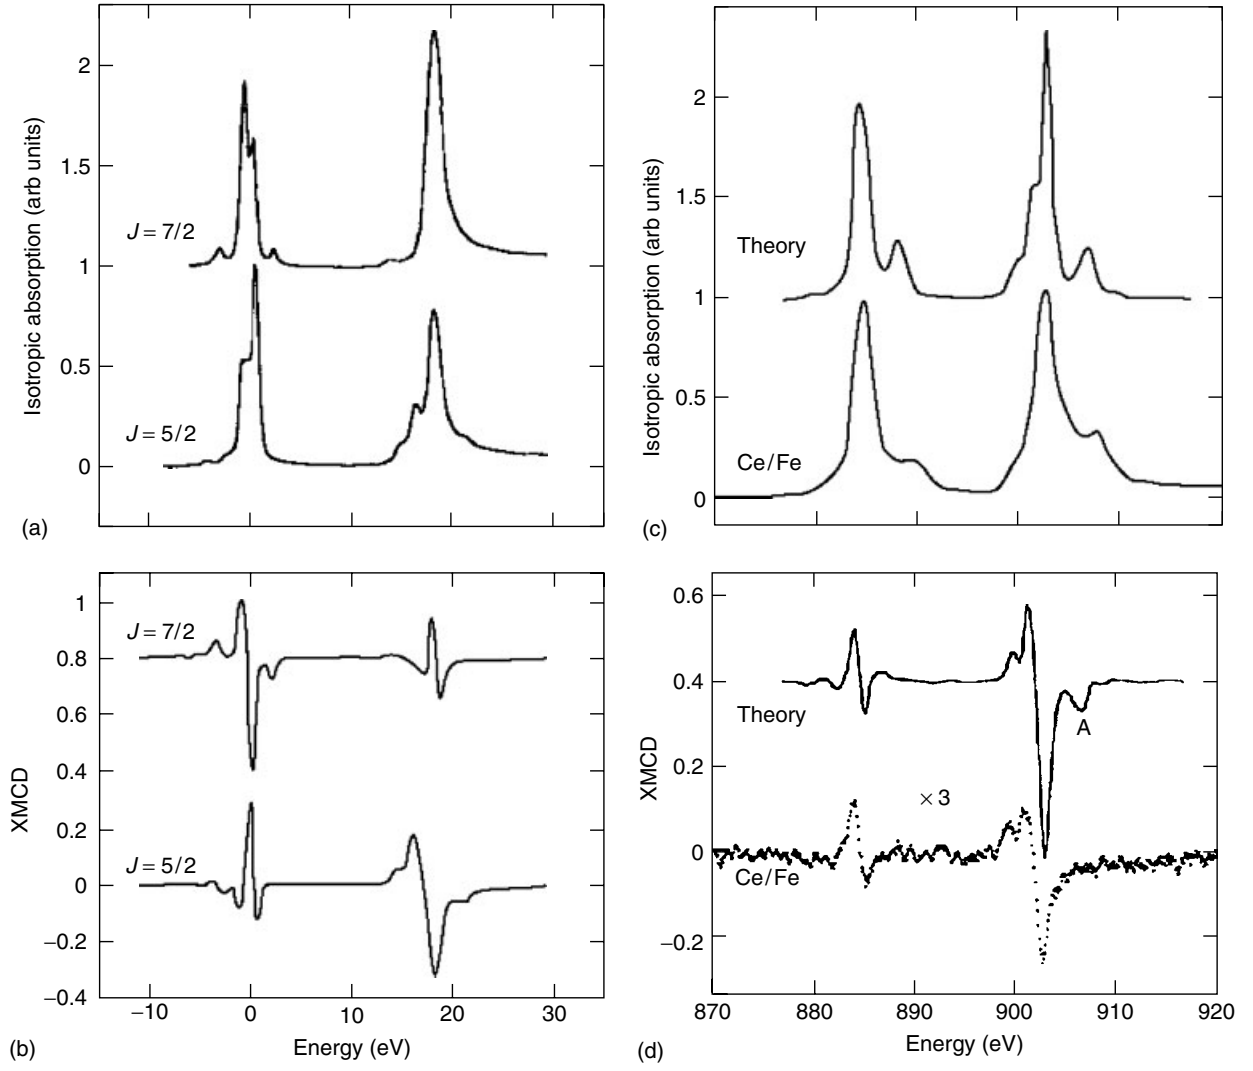 Isotropic absorption (arb units)
2
1.5
1
0.5
0
J = 7/2
J = 5/2
(a)
Isotropic absorption (arb units)
2
1.5
1
0.5
0
Theory
Ce/Fe
(c)
XMCD
1
0.8
0.6
0.4
0.2
0
−0.2
−0.4
J = 7/2
J = 5/2
−10 0 10 20 30
Energy (eV)
(b)
XMCD
0.6
0.4
0.2
0
−0.2
Theory
A
× 3
Ce/Fe
870 880 890 900 910 920
Energy (eV)
(d)